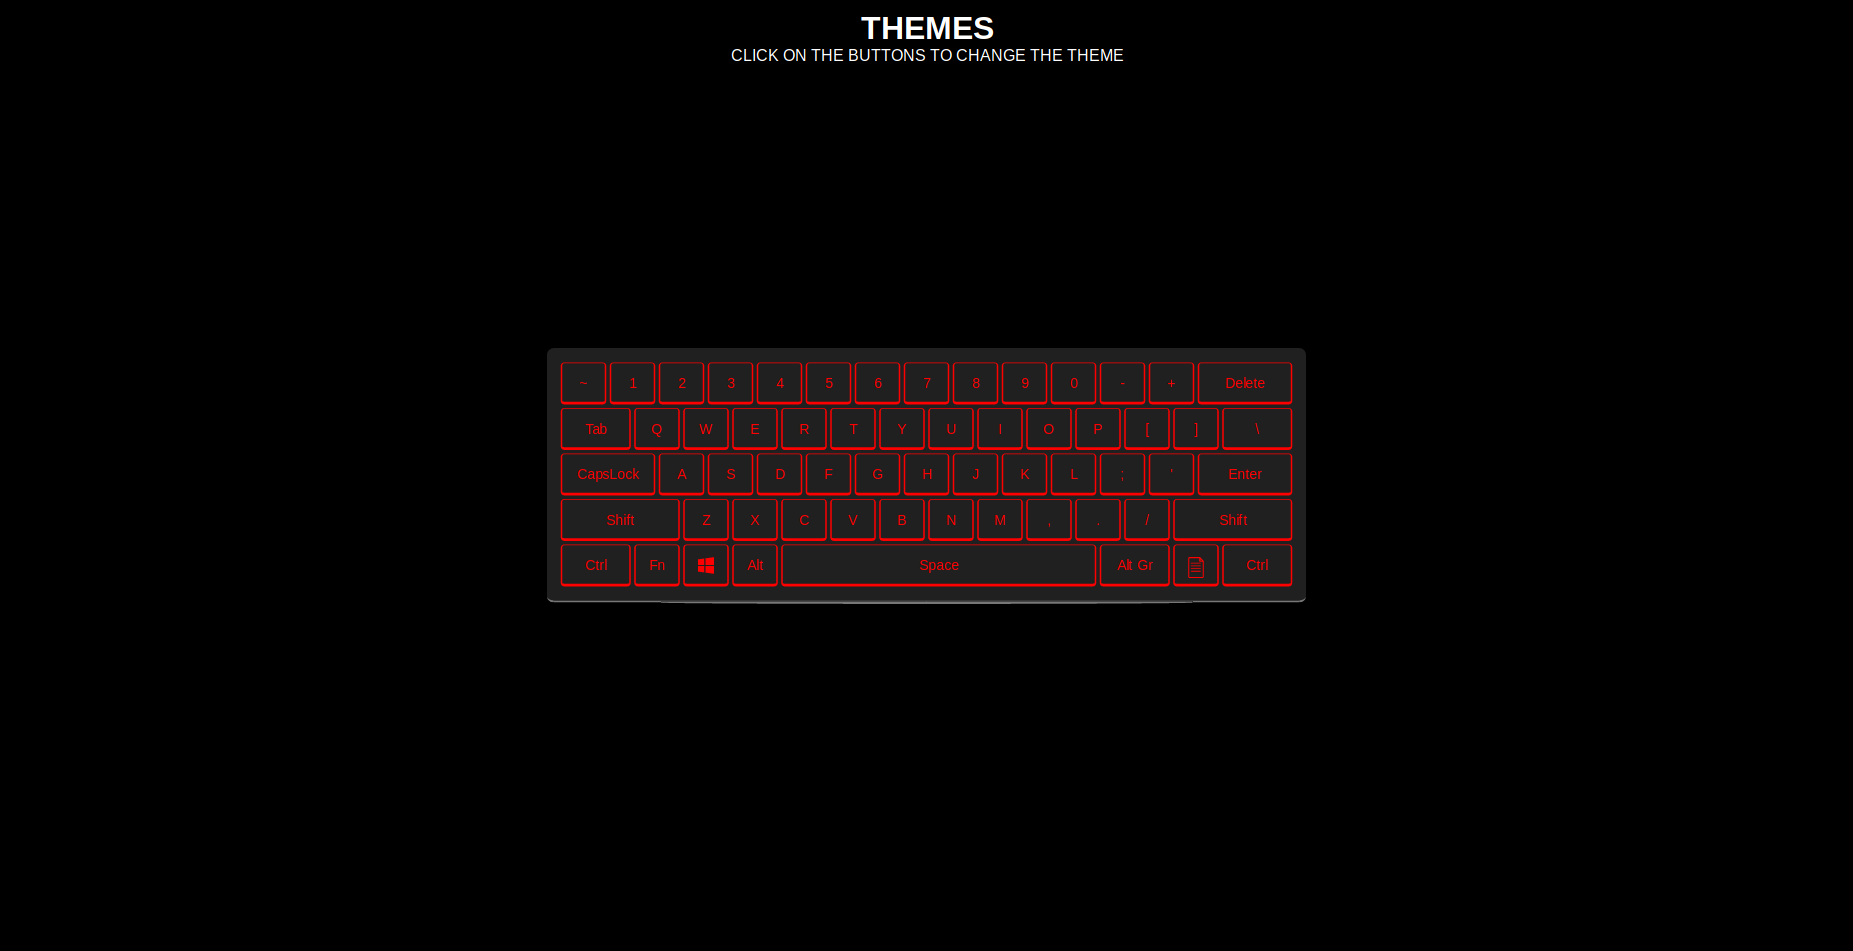 THEMES
CLICK ON THE BUTTONS TO CHANGE THE THEME
~ 1 2 3 4 5 6 7 8 9 0 - + Delete
Tab Q W E R T Y U I O P [ ] \
CapsLock A S D F G H J K L ; ' Enter
Shift Z X C V B N M , . / Shift
Ctrl Fn Alt Space Alt Gr Ctrl